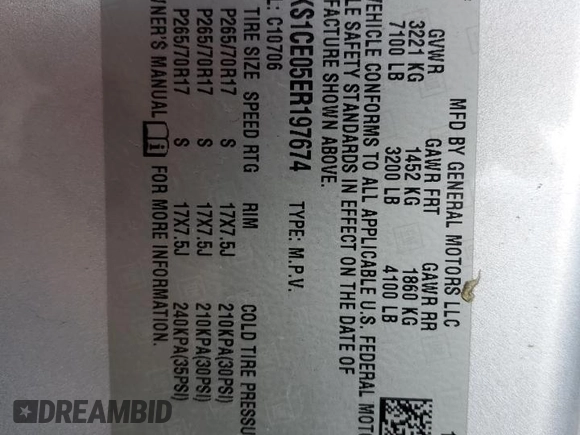 MFD BY GENERAL MOTORS LLC
GVWR GAWR FRT GAWR RR
3221 KG 1452 KG 1860 KG
7100 LB 3200 LB 4100 LB
VEHICLE CONFORMS TO ALL APPLICABLE U.S. FEDERAL
LE SAFETY STANDARDS IN EFFECT ON THE DATE OF
FACTURE SHOWN ABOVE.
KS1CE05ER197674 TYPE: M.P.V.
L: C10706
TIRE SIZE SPEED RTG RIM COLD TIRE PRESSU
P265/70R17 S 17X7.5J 210KPA(30PSI)
P265/70R17 S 17X7.5J 210KPA(30PSI)
P265/70R17 S 17X7.5J 240KPA(35PSI)
NER'S MANUAL i FOR MORE INFORMATION.
DREAMBID